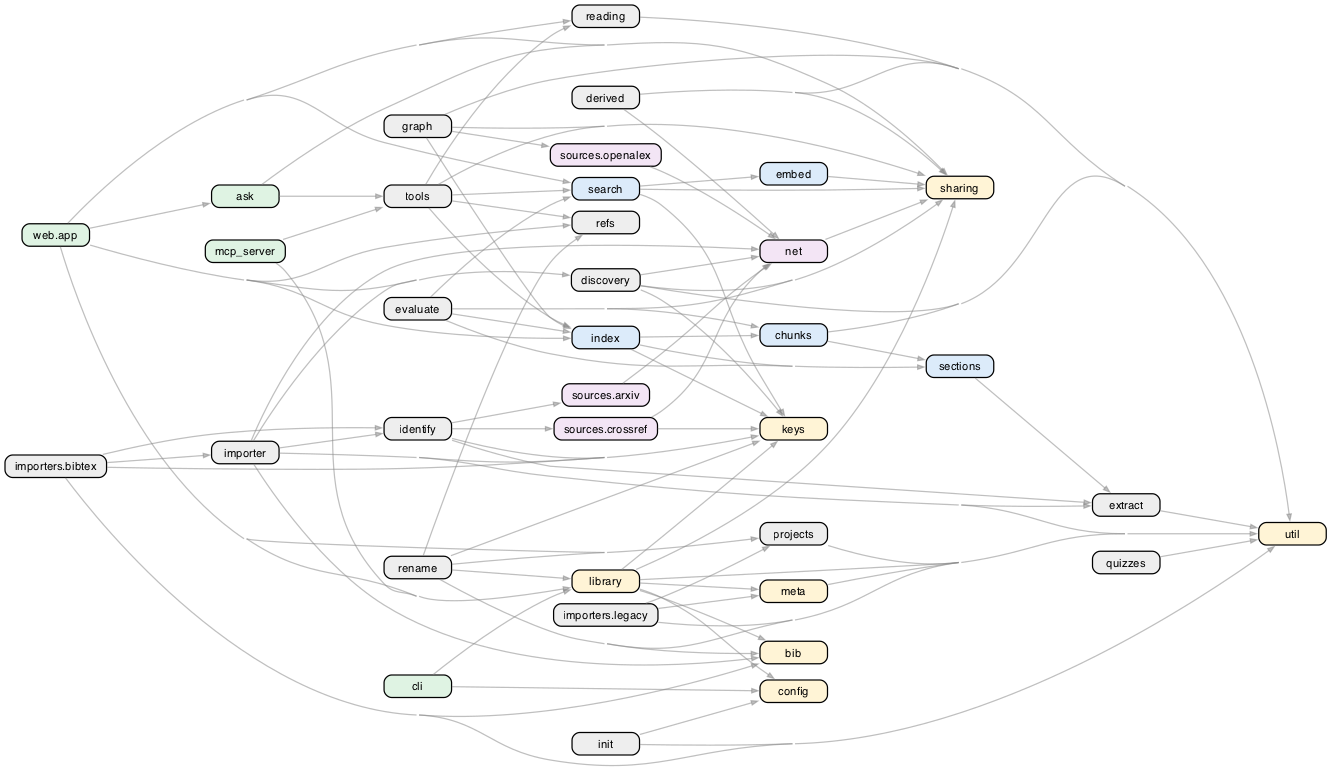 reading
derived
graph
sources.openalex
embed
search
sharing
ask
tools
refs
web.app
mcp_server
net
discovery
evaluate
index
chunks
sections
sources.arxiv
identify
sources.crossref
keys
importer
importers.bibtex
extract
projects
util
quizzes
rename
library
meta
importers.legacy
bib
cli
config
init